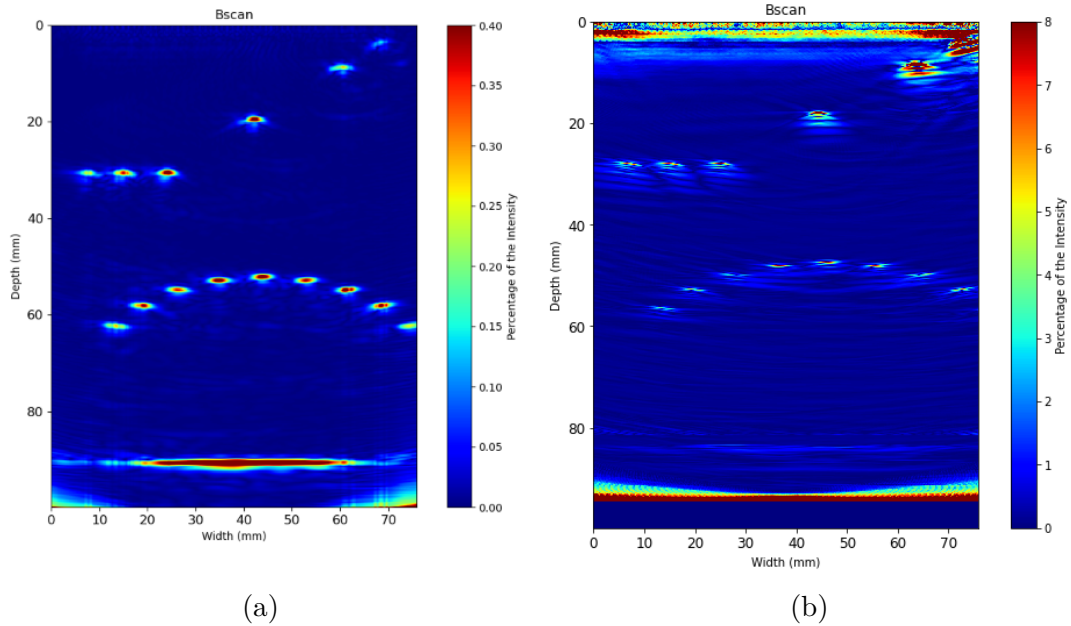 Bscan
0
20
40
60
80
0 10 20 30 40 50 60 70
Depth (mm)
Width (mm)
0.40
0.35
0.30
0.25
0.20
0.15
0.10
0.05
0.00
Percentage of the Intensity
(a)
Bscan
0
20
40
60
80
0 10 20 30 40 50 60 70
Depth (mm)
Width (mm)
8
7
6
5
4
3
2
1
0
Percentage of the Intensity
(b)